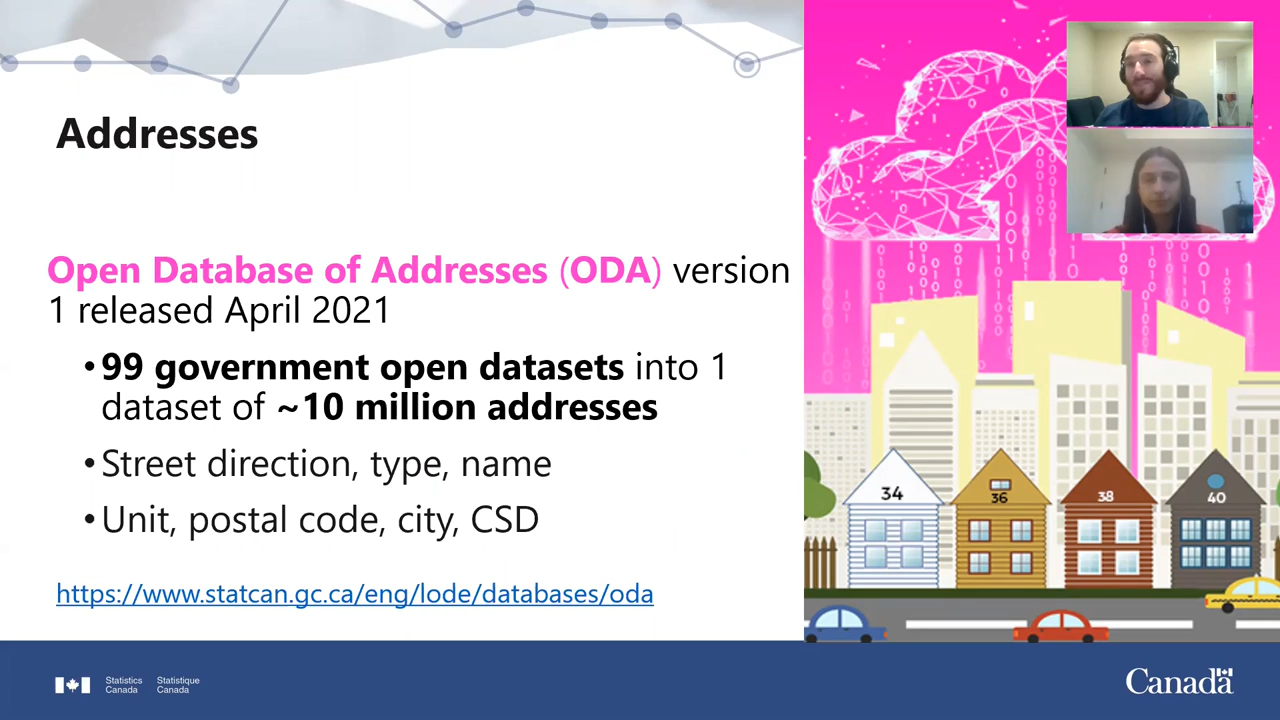 Addresses
Open Database of Addresses (ODA) version
1 released April 2021
•99 government open datasets into 1
dataset of ~10 million addresses
•Street direction, type, name
•Unit, postal code, city, CSD
https://www.statcan.gc.ca/eng/lode/databases/oda
34
36
38
40
Statistics Statistique
Canada Canada
Canada